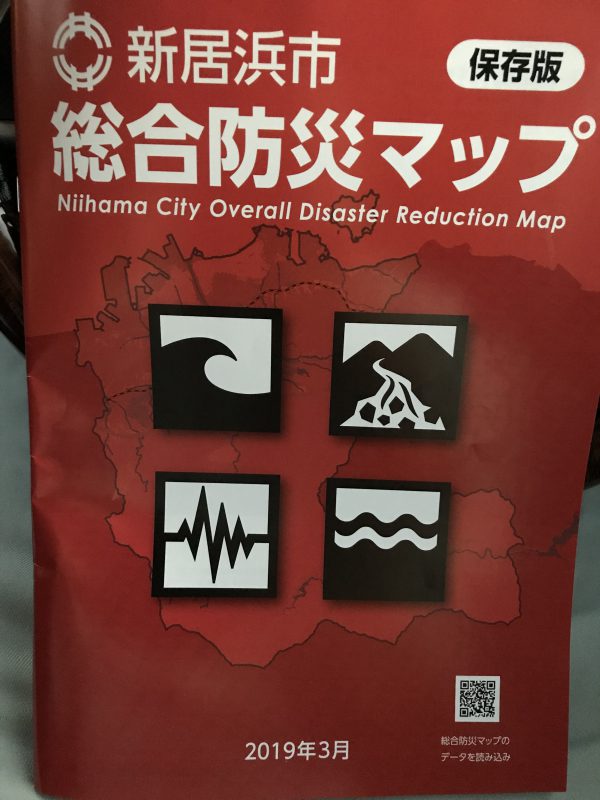 新居浜市
保存版
総合防災マップ
Niihama City Overall Disaster Reduction Map
総合防災マップの
データを読み込み
2019年3月